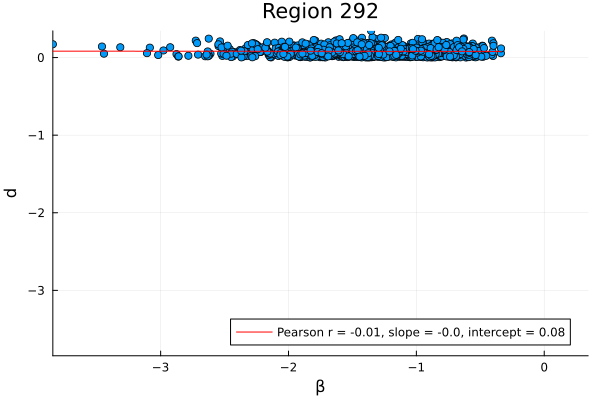 Region 292
0
−1
−2
−3
d
Pearson r = -0.01, slope = -0.0, intercept = 0.08
−3 −2 −1 0
β